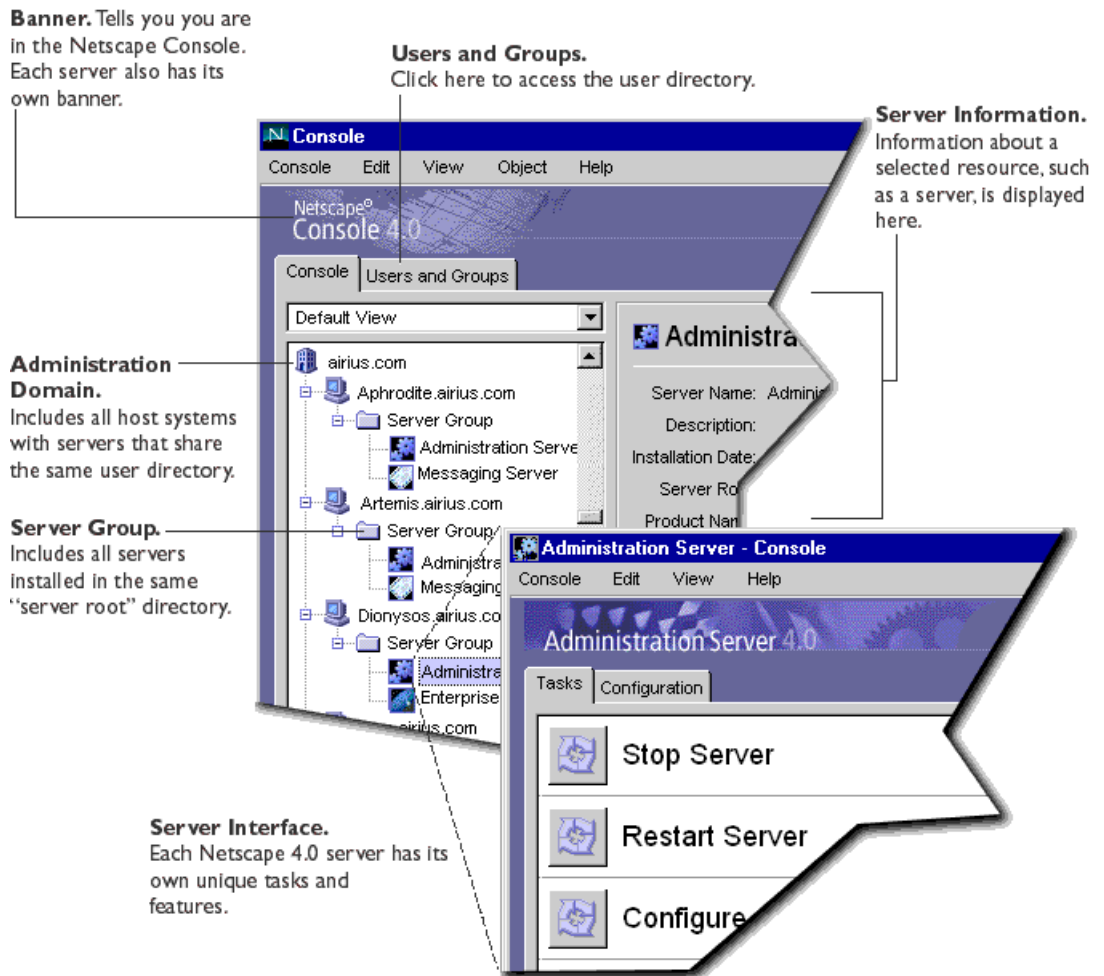 Banner. Tells you you are
in the Netscape Console.
Each server also has its
own banner.
Users and Groups.
Click here to access the user directory.
Server Information.
Information about a
selected resource, such
as a server, is displayed
here.
Console
Console Edit View Object Help
Netscape®
Console 4.0
Console Users and Groups
Default View
airius.com
Aphrodite.airius.com
Server Group
Administration Serve
Messaging Server
Artemis.airius.com
Server Group
Administra
Messaging
Dionysos.airius.co
Server Group
Administra
Enterprise
airius.com
Administra
Server Name: Adminis
Description:
Installation Date:
Server Ro
Product Nam
Administration
Domain.
Includes all host systems
with servers that share
the same user directory.
Server Group.
Includes all servers
installed in the same
“server root” directory.
Administration Server - Console
Console Edit View Help
Administration Server 4.0
Tasks Configuration
Stop Server
Restart Server
Configure
Server Interface.
Each Netscape 4.0 server has its
own unique tasks and
features.